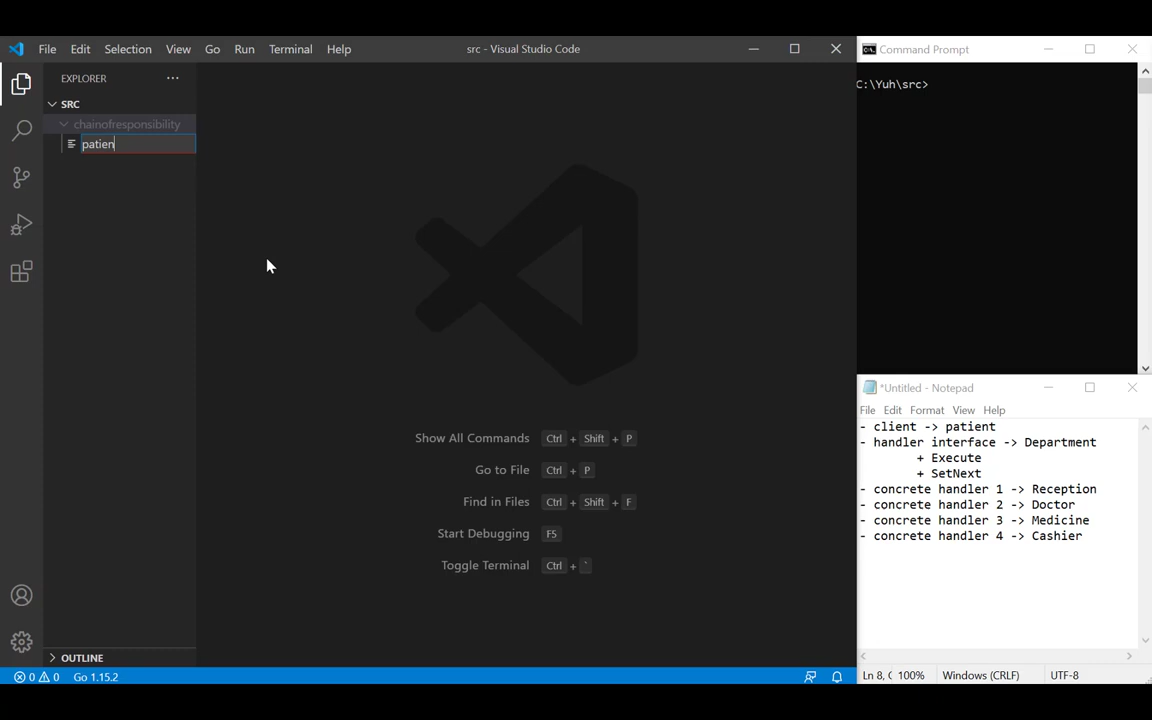 File Edit Selection View Go Run Terminal Help
src - Visual Studio Code
EXPLORER
SRC
chainofresponsibility
patien
Show All Commands Ctrl + Shift + P
Go to File Ctrl + P
Find in Files Ctrl + Shift + F
Start Debugging F5
Toggle Terminal Ctrl + `
OUTLINE
0 0 Go 1.15.2
Command Prompt
C:\Yuh\src>
*Untitled - Notepad
File Edit Format View Help
- client -> patient
- handler interface -> Department
+ Execute
+ SetNext
- concrete handler 1 -> Reception
- concrete handler 2 -> Doctor
- concrete handler 3 -> Medicine
- concrete handler 4 -> Cashier
Ln 8, C 100% Windows (CRLF) UTF-8